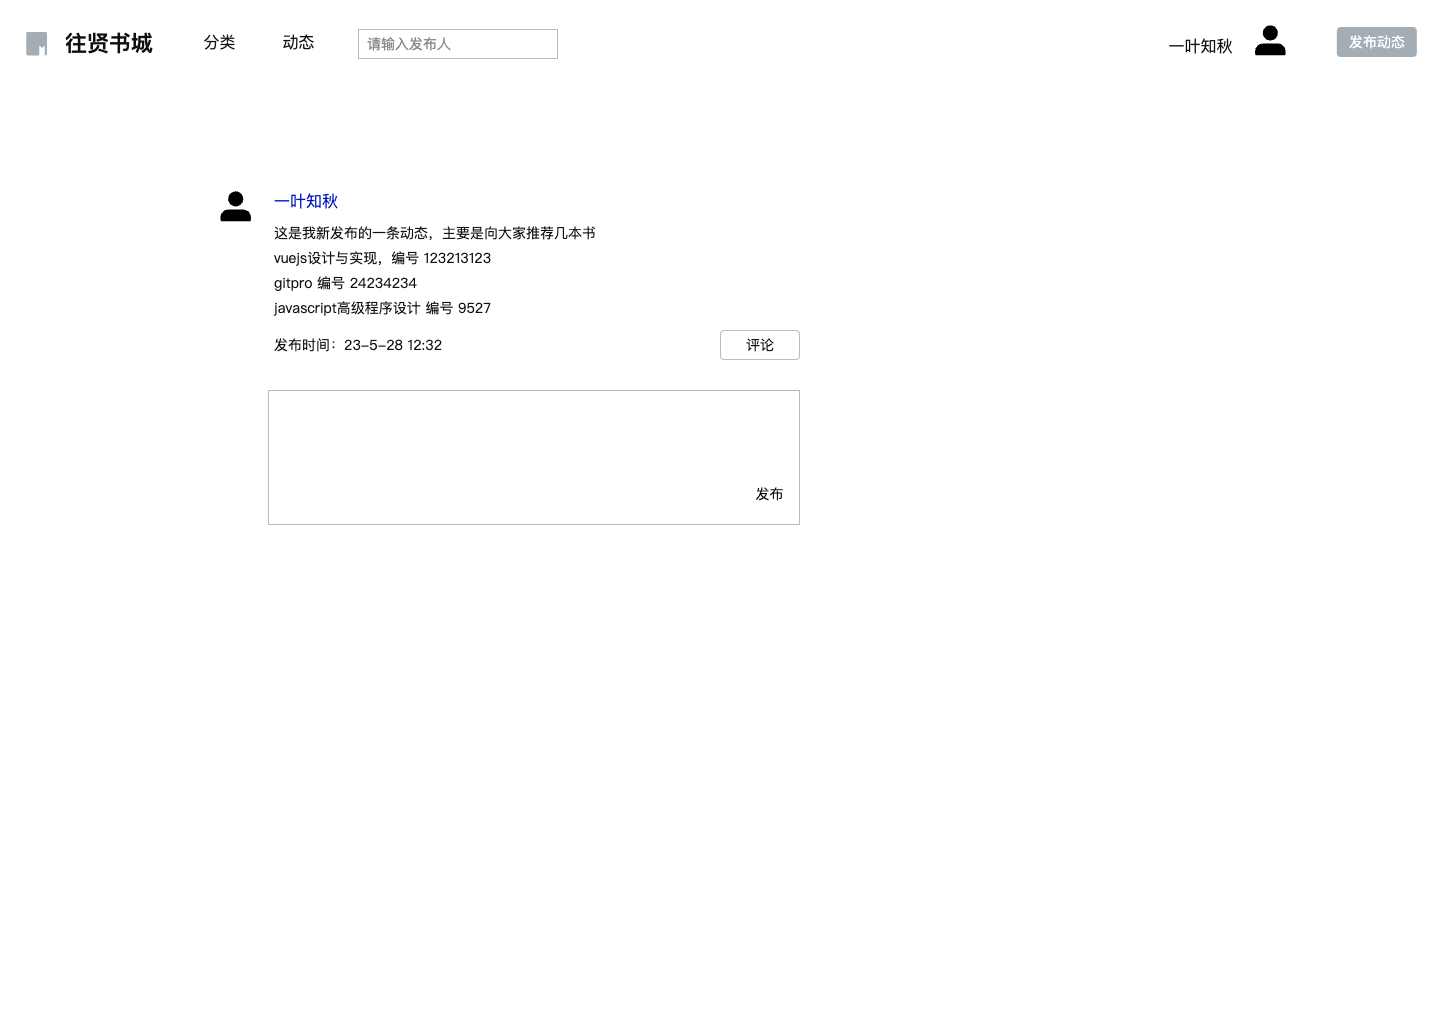 往贤书城
分类
动态
请输入发布人
一叶知秋
发布动态
一叶知秋
这是我新发布的一条动态，主要是向大家推荐几本书
vuejs设计与实现，编号 123213123
gitpro 编号 24234234
javascript高级程序设计 编号 9527
发布时间：23-5-28 12:32
评论
发布